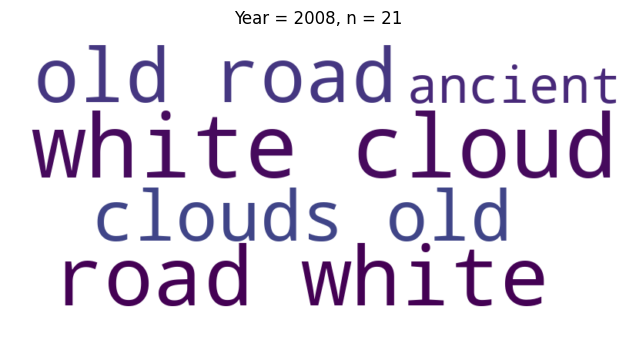 Year = 2008, n = 21
old road ancient
white cloud
clouds old
road white